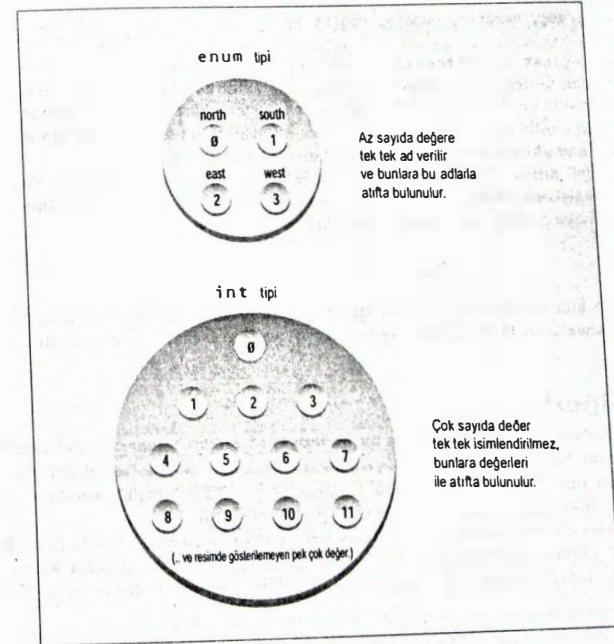 enum tipi
north south
0 1
east west
2 3
Az sayıda değere
tek tek ad verilir
ve bunlara bu adlarla
atıfta bulunulur.
int tipi
0
1 2 3
4 5 6 7
8 9 10 11
(.. ve resimde gösterilemeyen pek çok değer.)
Çok sayıda değer
tek tek isimlendirilmez,
bunlara değerleri
ile atıfta bulunulur.